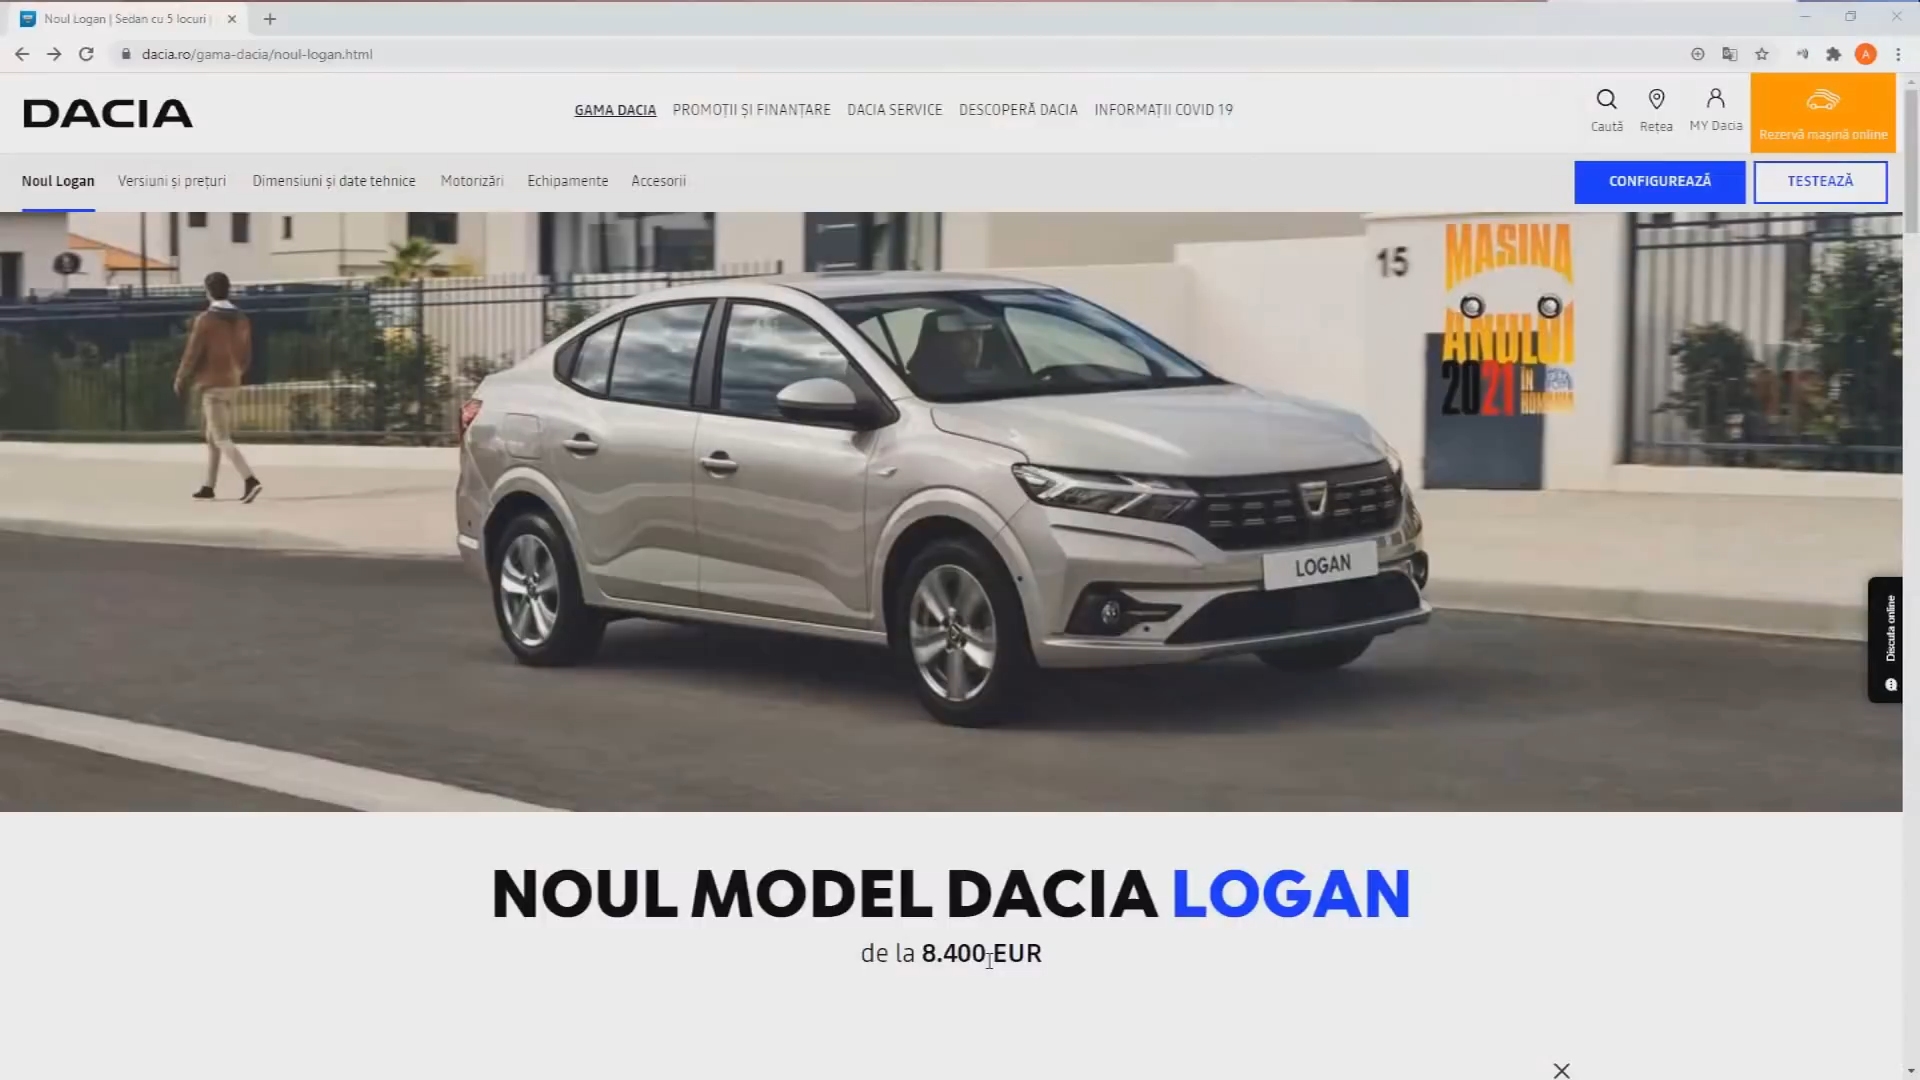 Noul Logan | Sedan cu 5 locuri |
dacia.ro/gama-dacia/noul-logan.html
A
DACIA
GAMA DACIA
PROMOȚII ȘI FINANȚARE
DACIA SERVICE
DESCOPERĂ DACIA
INFORMAȚII COVID 19
Caută
Rețea
MY Dacia
Rezervă mașină online
Noul Logan
Versiuni și prețuri
Dimensiuni și date tehnice
Motorizări
Echipamente
Accesorii
CONFIGUREAZĂ
TESTEAZĂ
15
MASINA
ANULUI
2021 ÎN
ROMANIA
LOGAN
Discuta online
NOUL MODEL DACIA LOGAN
de la 8.400 EUR